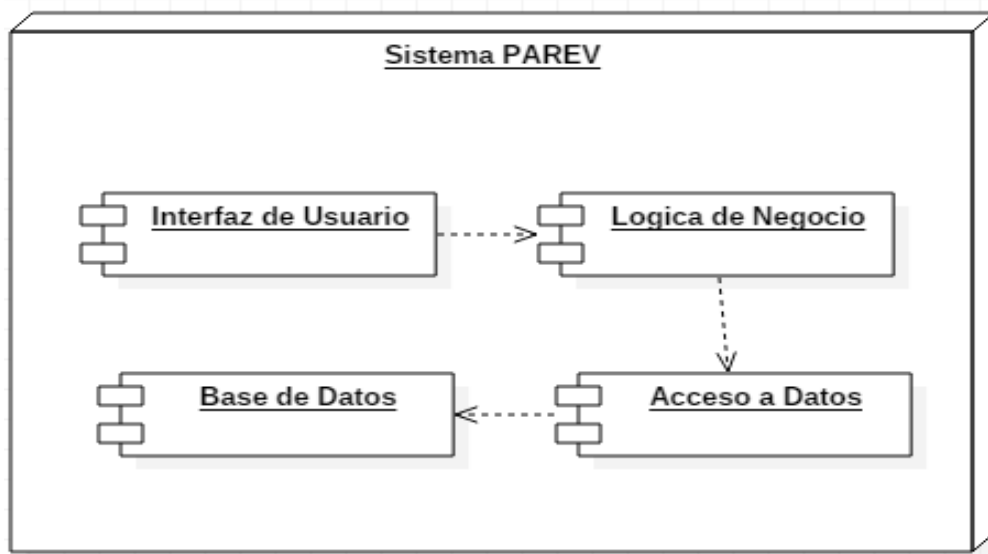 Sistema PAREV
Interfaz de Usuario
Logica de Negocio
Base de Datos
Acceso a Datos